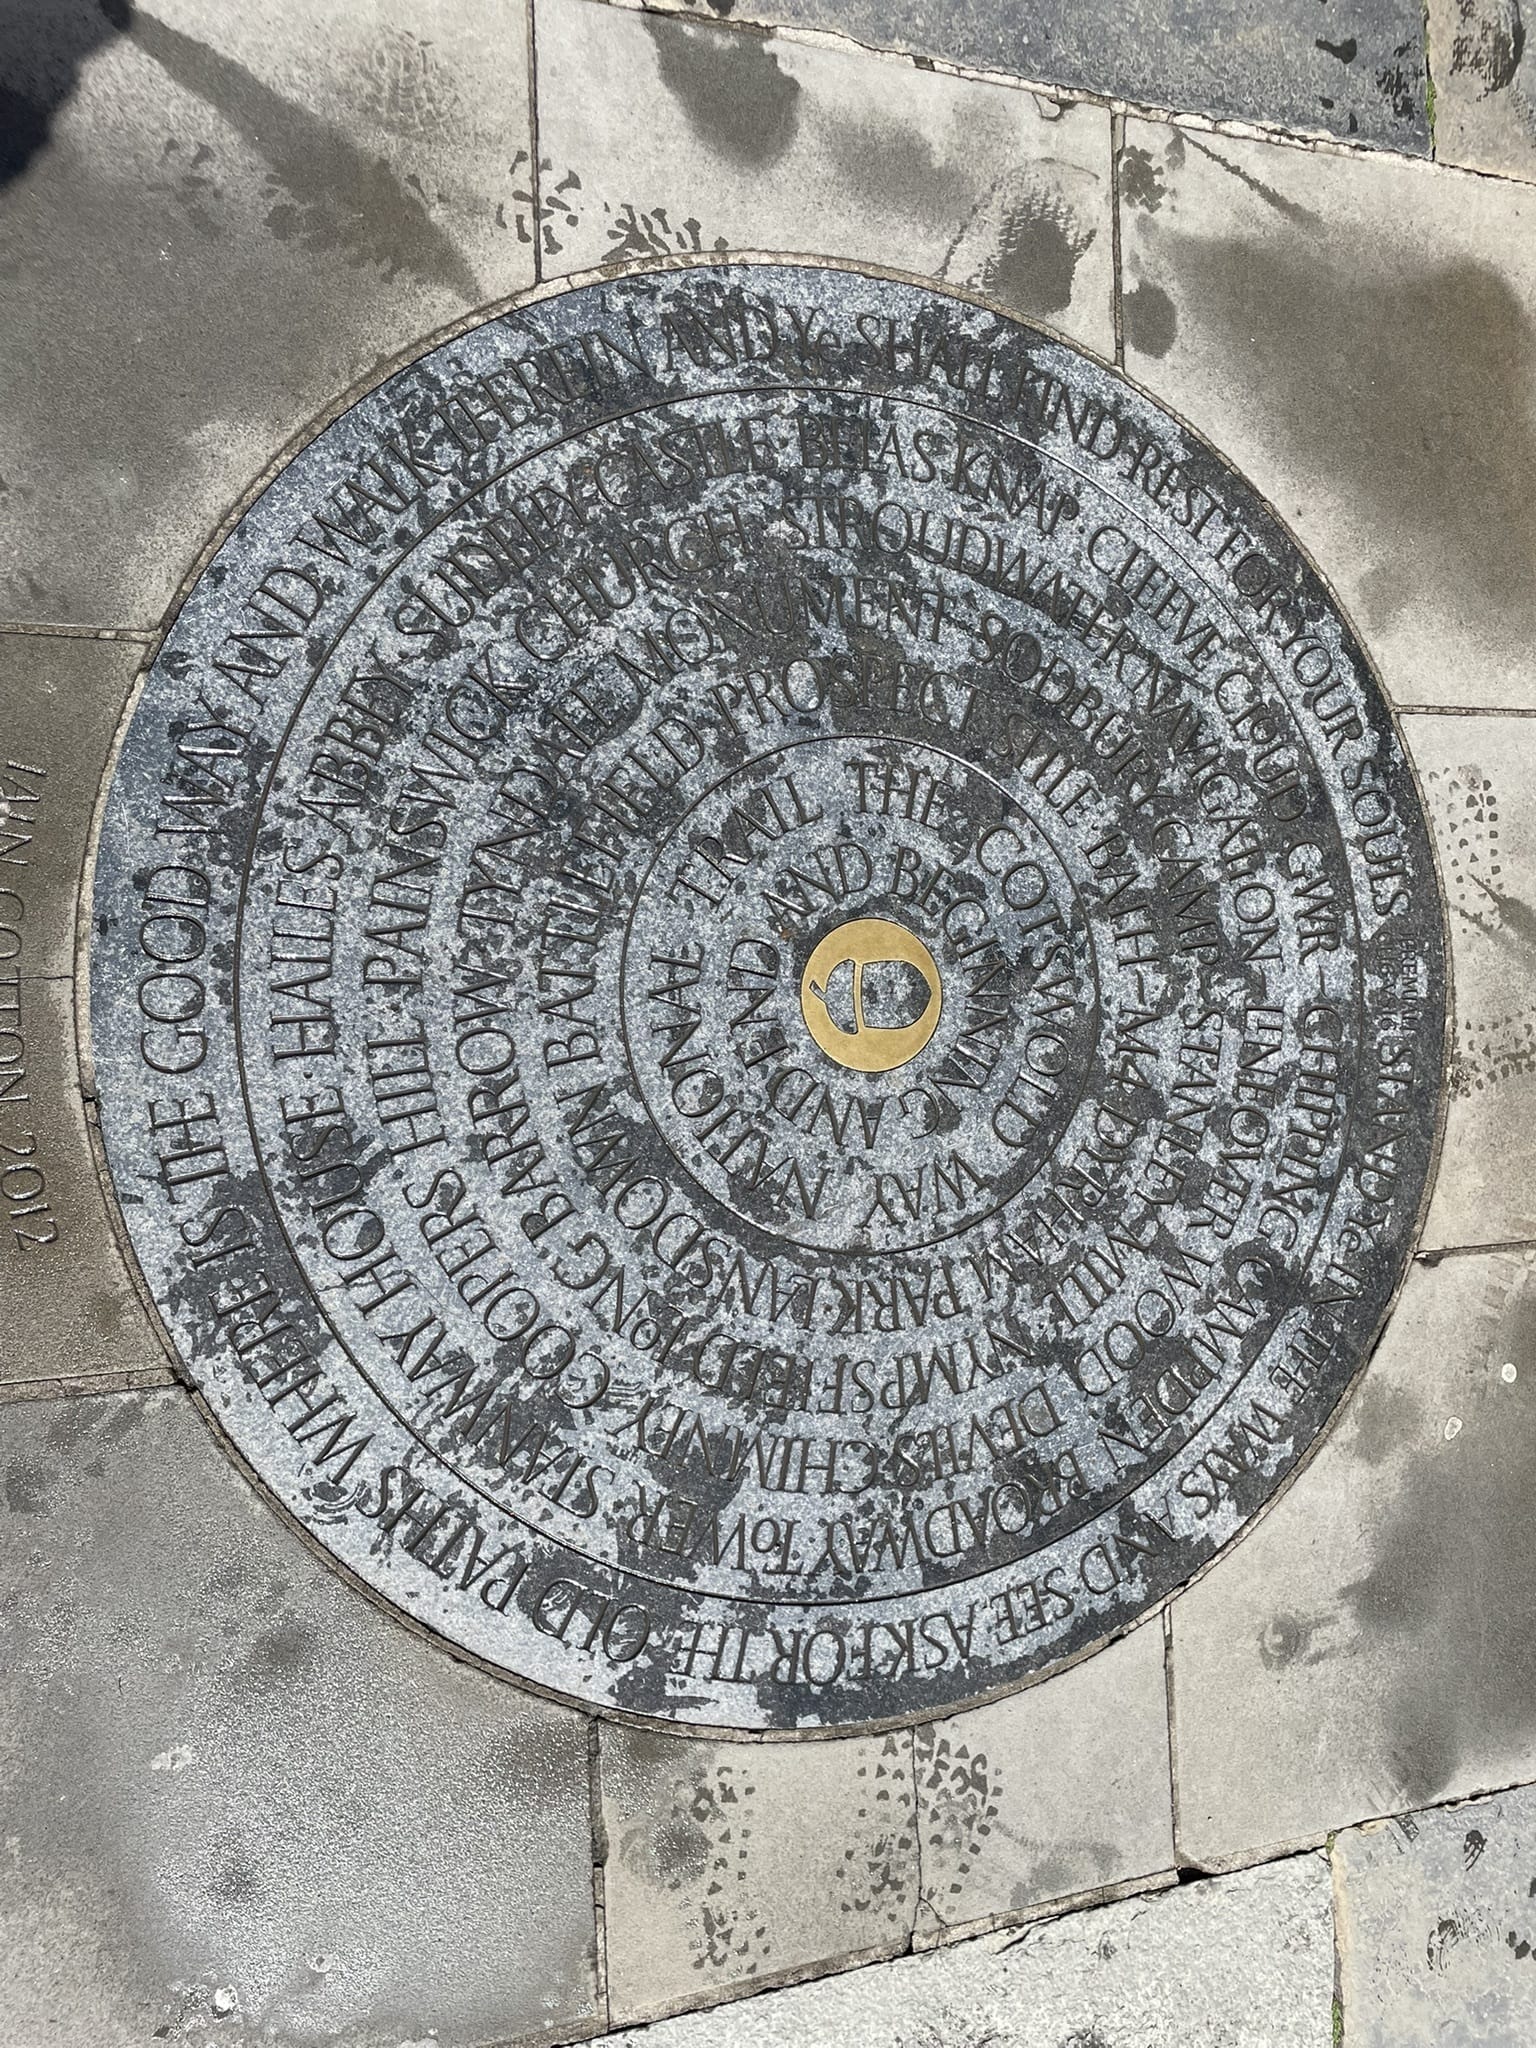 STAND Ye IN THE WAYS AND SEE ASK FOR THE OLD PATHS WHERE IS THE GOOD WAY AND WALK THEREIN AND Ye SHALL FIND REST FOR YOUR SOULS
JEREMIAH
CHIPPING CAMPDEN BROADWAY ToWER STANWAY HOUSE · HAILES ABBEY SUDELEY CASTLE · BELAS KNAP · CLEEVE CLOUD GWR –
LINEOVER WOOD DEVILS CHIMNEY COOPERS HILL PAINSWICK CHURCH STROUDWATER NAVIGATION –
STANLEY MILL NYMPSFIELD LoNG BARROW TYNDALE MONUMENT SODBURY CAMP –
M4 DYRHAM PARK LANSDOWN BATTLEFIELD PROSPECT STILE BATH –
THE COTSWOLD WAY NATIONAL TRAIL
BEGINNING AND END AND
IAIN COTTON 2012